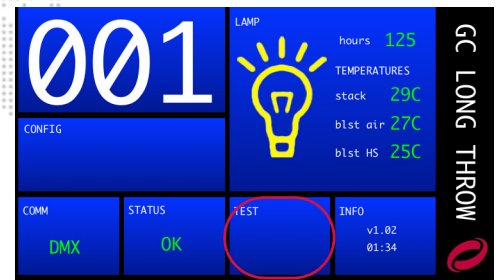 001
LAMP
hours 125
TEMPERATURES
stack 29C
blst air 27C
blst HS 25C
CONFIG
COMM
DMX
STATUS
OK
TEST
INFO
v1.02
01:34
GC LONG THROW